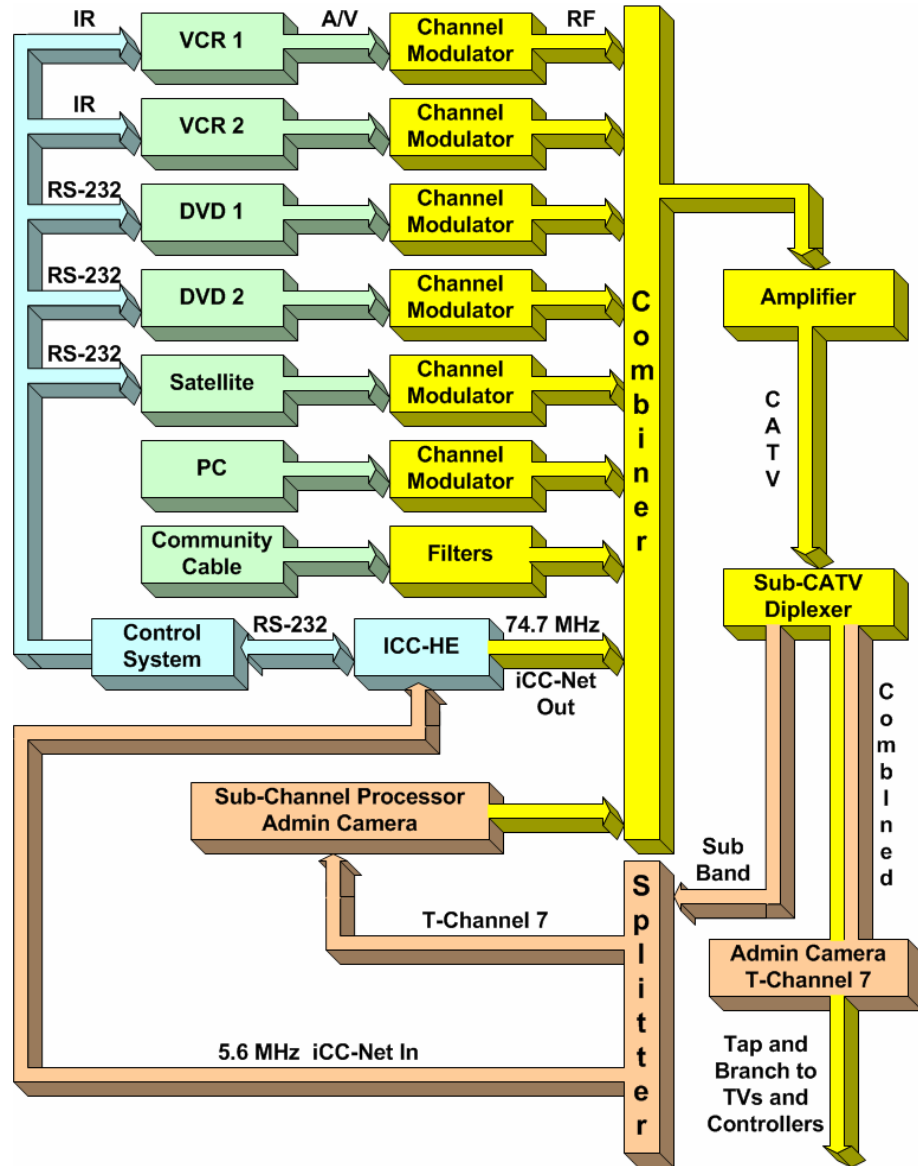 IR
VCR 1
A/V
Channel
Modulator
RF
IR
VCR 2
Channel
Modulator
RS-232
DVD 1
Channel
Modulator
RS-232
DVD 2
Channel
Modulator
RS-232
Satellite
Channel
Modulator
PC
Channel
Modulator
Community
Cable
Filters
Control
System
RS-232
ICC-HE
74.7 MHz
iCC-Net
Out
Combiner
Amplifier
CATV
Sub-CATV
Diplexer
CombIned
Sub-Channel Processor
Admin Camera
Sub
Band
Splitter
T-Channel 7
Admin Camera
T-Channel 7
5.6 MHz iCC-Net In
Tap and
Branch to
TVs and
Controllers